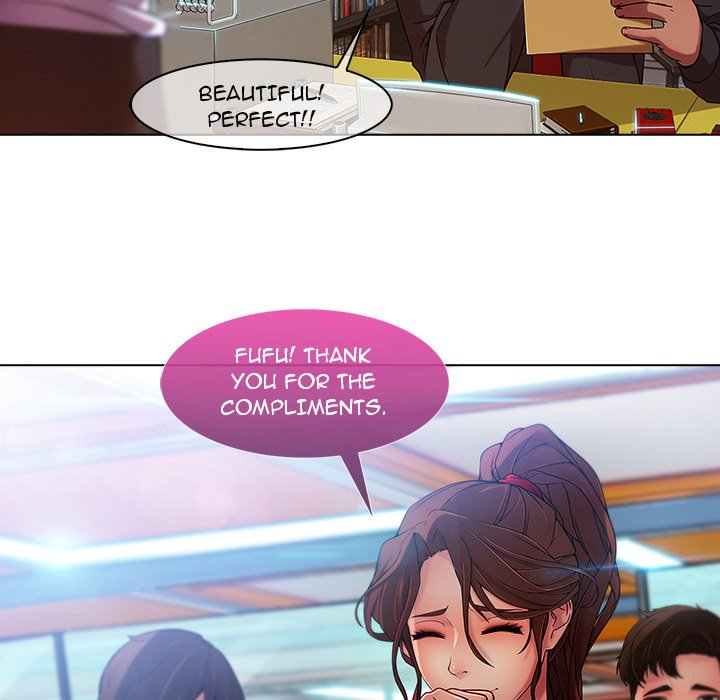 BEAUTIFUL!
PERFECT!!
FUFU! THANK
YOU FOR THE
COMPLIMENTS.